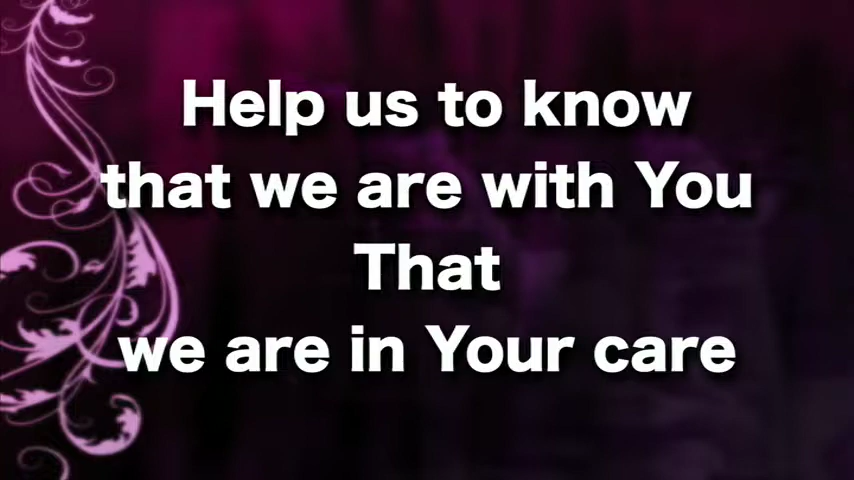 Help us to know
that we are with You
That
we are in Your care